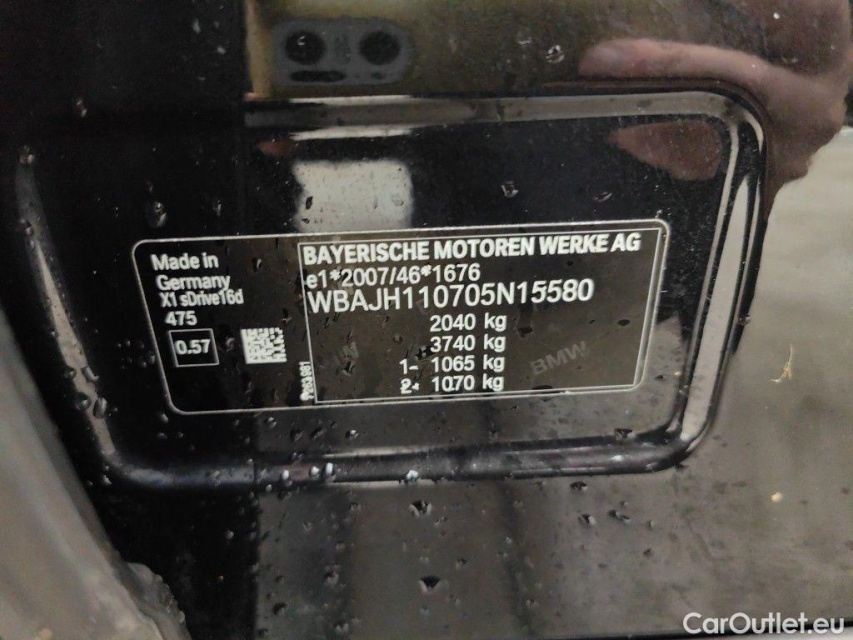 Made in
Germany
X1 sDrive16d
475
0.57
BAYERISCHE MOTOREN WERKE AG
e1*2007/46*1676
WBAJH110705N15580
2040 kg
3740 kg
1- 1065 kg
2- 1070 kg
BMW
CarOutlet.eu